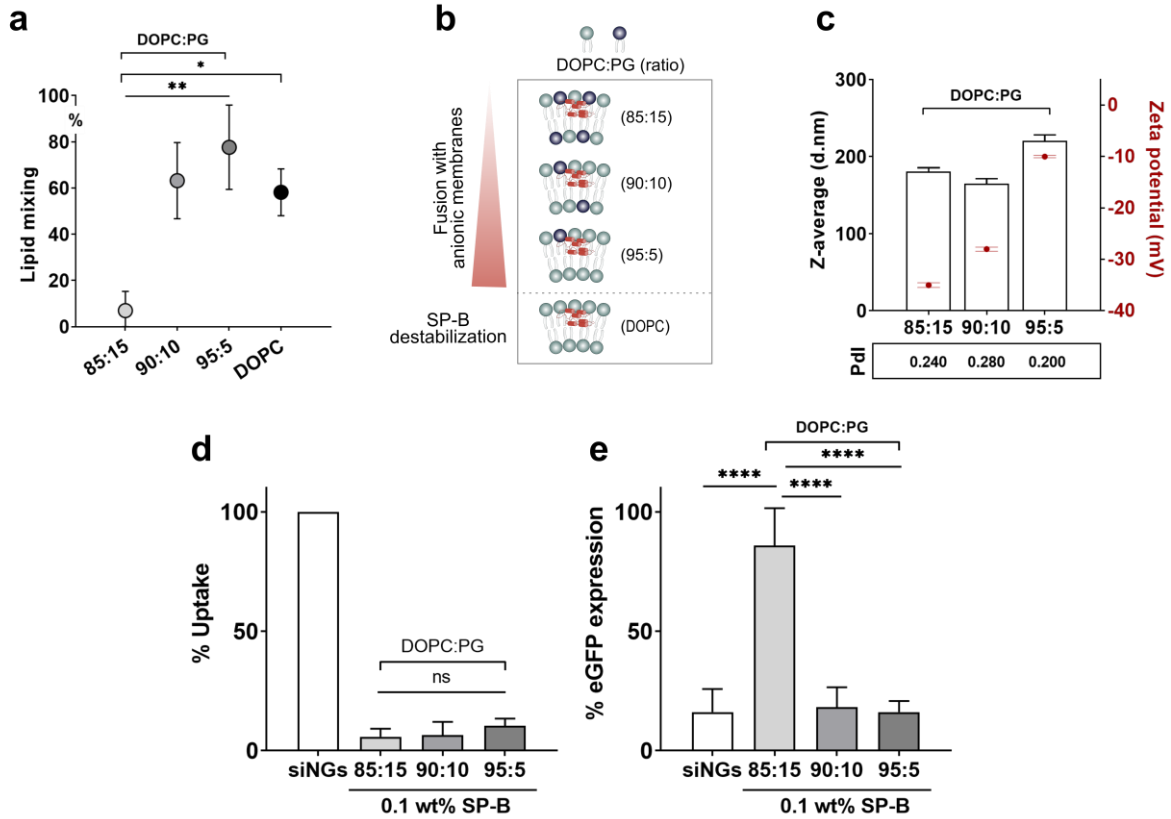 a
DOPC:PG
*
**
100
%
80
60
40
20
0
Lipid mixing
85:15
90:10
95:5
DOPC
b
DOPC:PG (ratio)
(85:15)
(90:10)
(95:5)
(DOPC)
Fusion with
anionic membranes
SP-B
destabilization
c
DOPC:PG
300
200
100
0
Z-average (d.nm)
0
-10
-20
-30
-40
Zeta potential (mV)
85:15 90:10 95:5
PdI
0.240 0.280 0.200
d
100
50
0
% Uptake
DOPC:PG
ns
siNGs 85:15 90:10 95:5
0.1 wt% SP-B
e
DOPC:PG
****
****
****
100
50
0
% eGFP expression
siNGs 85:15 90:10 95:5
0.1 wt% SP-B